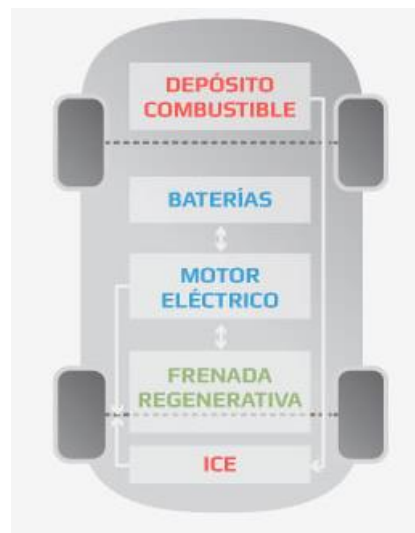 DEPÓSITO
COMBUSTIBLE
BATERÍAS
MOTOR
ELÉCTRICO
FRENADA
REGENERATIVA
ICE